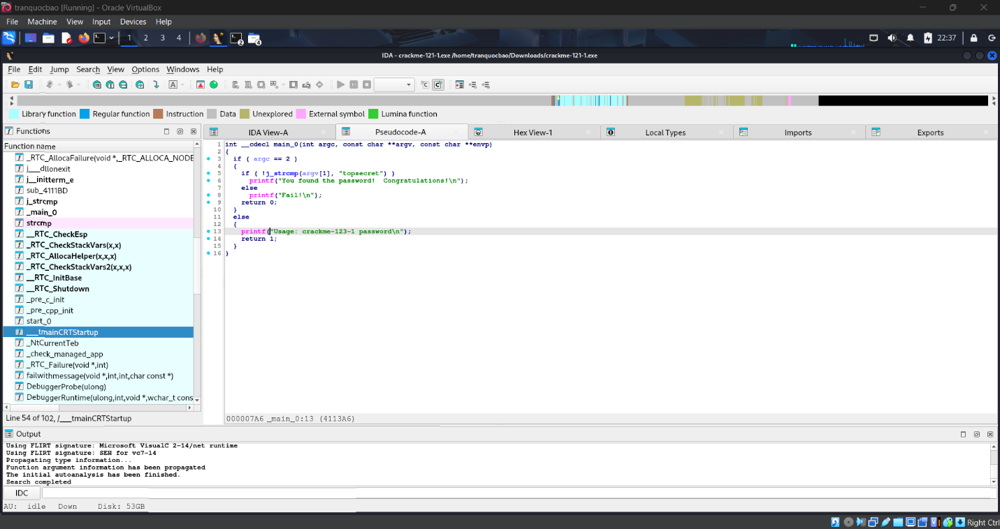 tranquocbao [Running] - Oracle VirtualBox
File Machine View Input Devices Help
1 2 3 4 2 4 22:37
IDA - crackme-121-1.exe /home/tranquocbao/Downloads/crackme-121-1.exe
File Edit Jump Search View Options Windows Help
Library function Regular function Instruction Data Unexplored External symbol Lumina function
Functions
IDA View-A Pseudocode-A Hex View-1 Local Types Imports Exports
Function name
_RTC_AllocaFailure(void *,_RTC_ALLOCA_NODE
j___dllonexit
j__initterm_e
sub_4111BD
j_strcmp
_main_0
strcmp
__RTC_CheckEsp
_RTC_CheckStackVars(x,x)
_RTC_AllocaHelper(x,x,x)
_RTC_CheckStackVars2(x,x,x)
__RTC_InitBase
__RTC_Shutdown
_pre_c_init
_pre_cpp_init
start_0
___tmainCRTStartup
_NtCurrentTeb
_check_managed_app
_RTC_Failure(void *,int)
failwithmessage(void *,int,int,char const *)
DebuggerProbe(ulong)
DebuggerRuntime(ulong,int,void *,wchar_t cons
Line 54 of 102, /___tmainCRTStartup
1 int __cdecl main_0(int argc, const char **argv, const char **envp)
2 {
3 if ( argc == 2 )
4 {
5 if ( !j_strcmp(argv[1], "topsecret") )
6 printf("You found the password!  Congratulations!\n");
7 else
8 printf("Fail!\n");
9 return 0;
10 }
11 else
12 {
13 printf("Usage: crackme-123-1 password\n");
14 return 1;
15 }
16 }
000007A6 _main_0:13 (4113A6)
Output
Using FLIRT signature: Microsoft VisualC 2-14/net runtime
Using FLIRT signature: SEH for vc7-14
Propagating type information...
Function argument information has been propagated
The initial autoanalysis has been finished.
Search completed
IDC
AU: idle Down Disk: 53GB
Right Ctrl